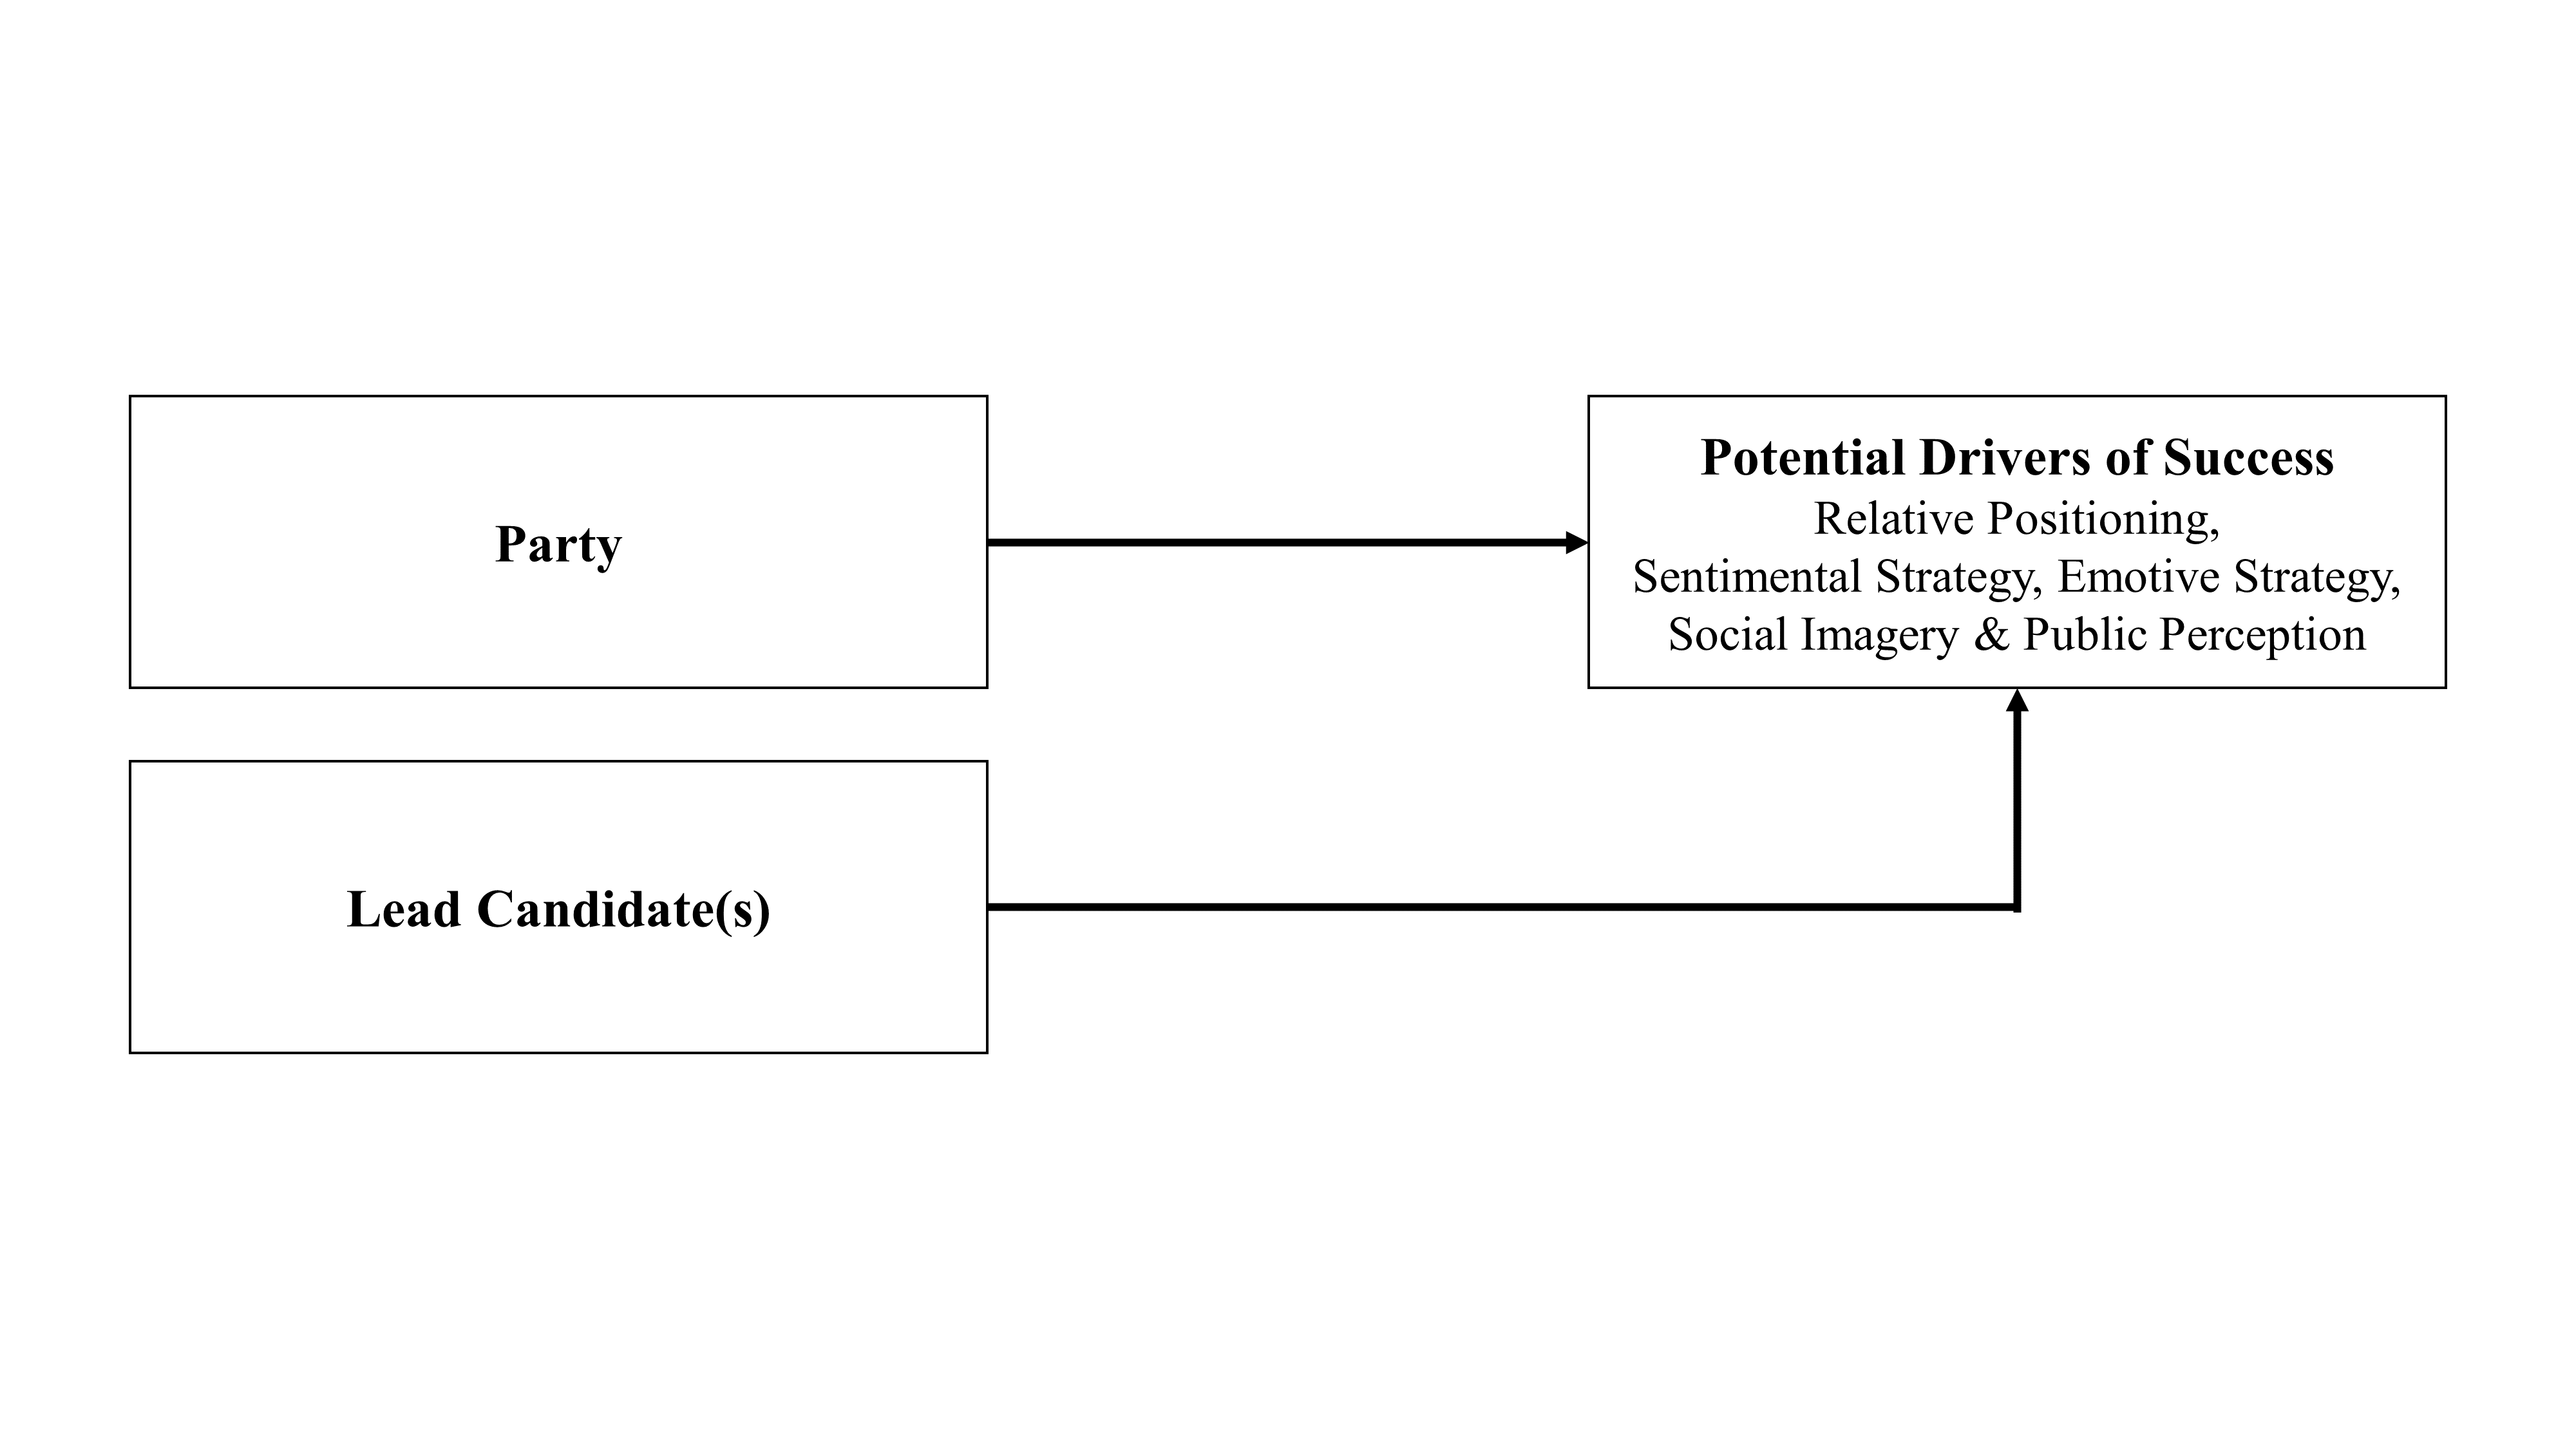 Party
Potential Drivers of Success
Relative Positioning,
Sentimental Strategy, Emotive Strategy,
Social Imagery & Public Perception
Lead Candidate(s)